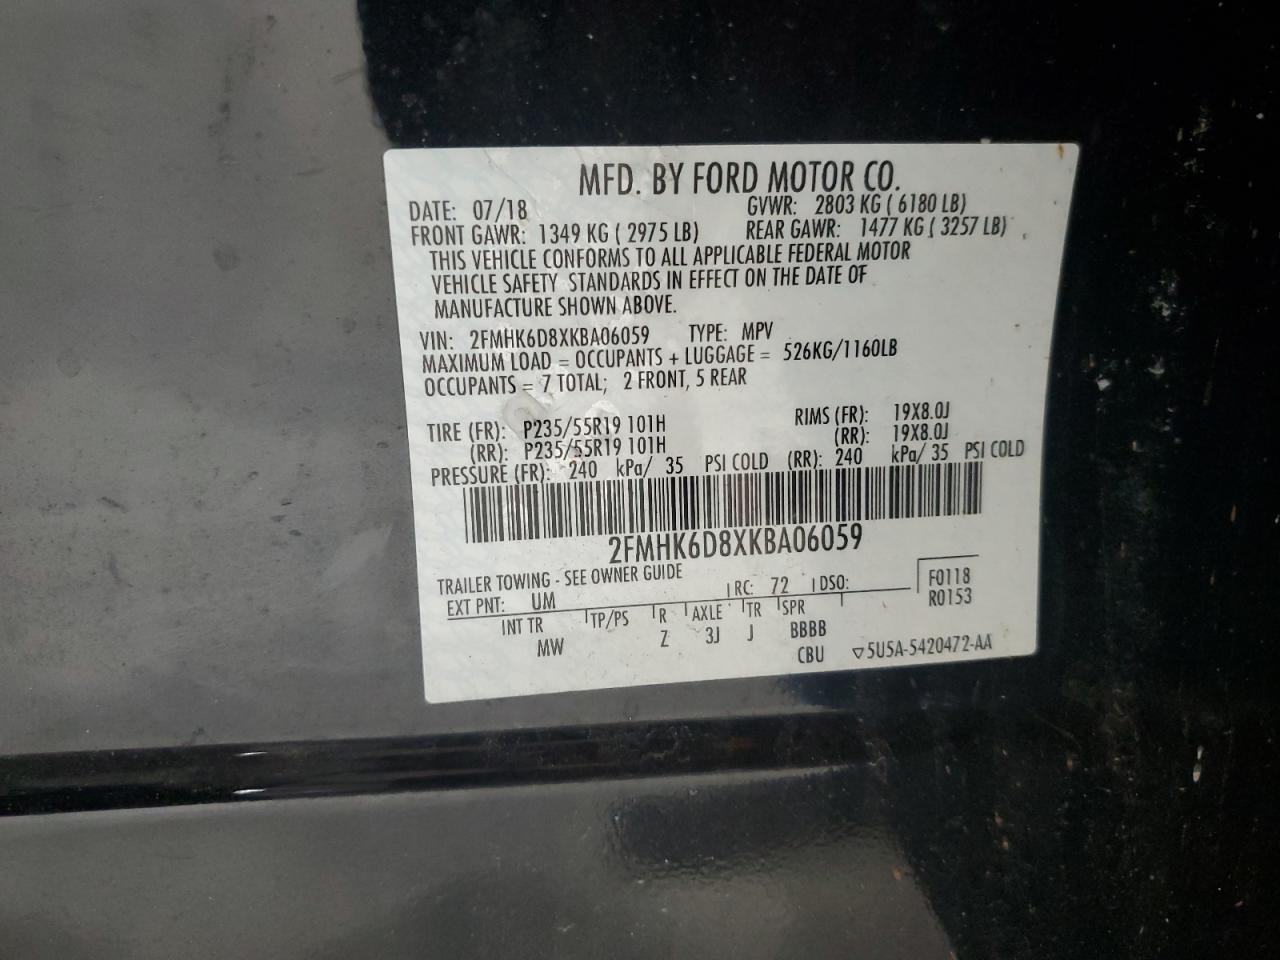 MFD. BY FORD MOTOR CO.
DATE: 07/18 GVWR: 2803 KG ( 6180 LB)
FRONT GAWR: 1349 KG ( 2975 LB) REAR GAWR: 1477 KG ( 3257 LB)
THIS VEHICLE CONFORMS TO ALL APPLICABLE FEDERAL MOTOR
VEHICLE SAFETY STANDARDS IN EFFECT ON THE DATE OF
MANUFACTURE SHOWN ABOVE.
VIN: 2FMHK6D8XKBA06059 TYPE: MPV
MAXIMUM LOAD = OCCUPANTS + LUGGAGE = 526KG/1160LB
OCCUPANTS = 7 TOTAL; 2 FRONT, 5 REAR
TIRE (FR): P235/55R19 101H RIMS (FR): 19X8.0J
(RR): P235/55R19 101H (RR): 19X8.0J
PRESSURE (FR): 240 kPa/ 35 PSI COLD (RR): 240 kPa/ 35 PSI COLD
2FMHK6D8XKBA06059
TRAILER TOWING - SEE OWNER GUIDE
EXT PNT: UM RC: 72 DSO: F0118
R0153
INT TR TP/PS R AXLE TR SPR
MW Z 3J J BBBB
CBU ▽5U5A-5420472-AA